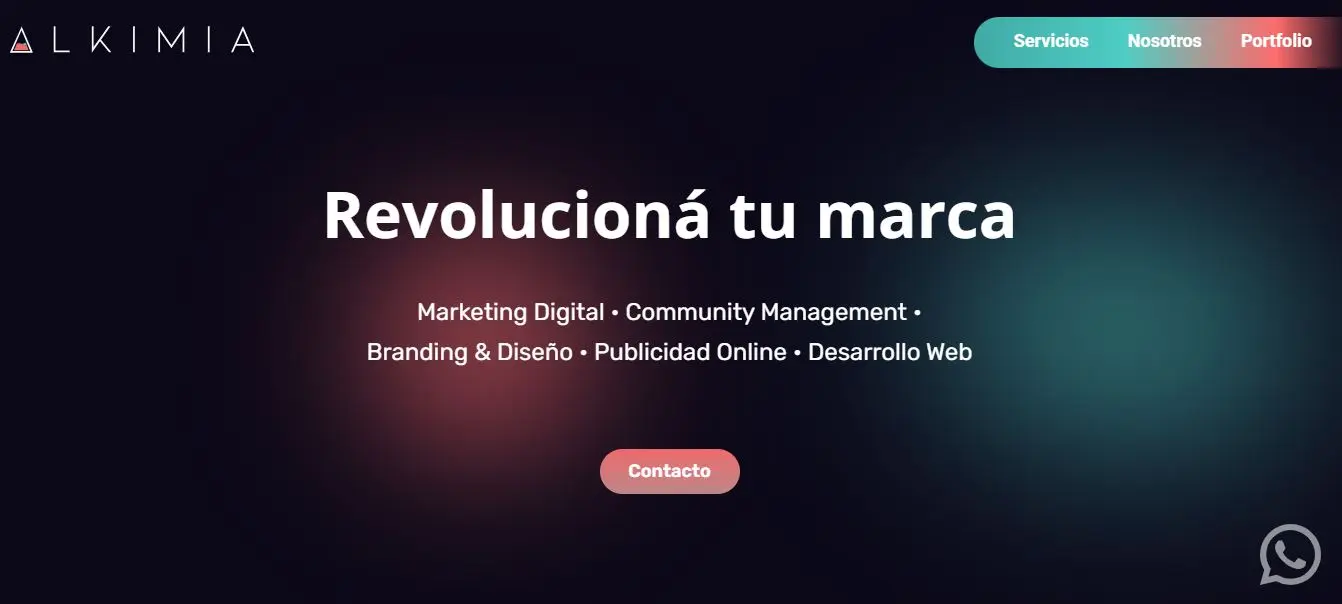 ALKIMIA
Servicios Nosotros Portfolio
Revolucioná tu marca
Marketing Digital • Community Management •
Branding & Diseño • Publicidad Online • Desarrollo Web
Contacto